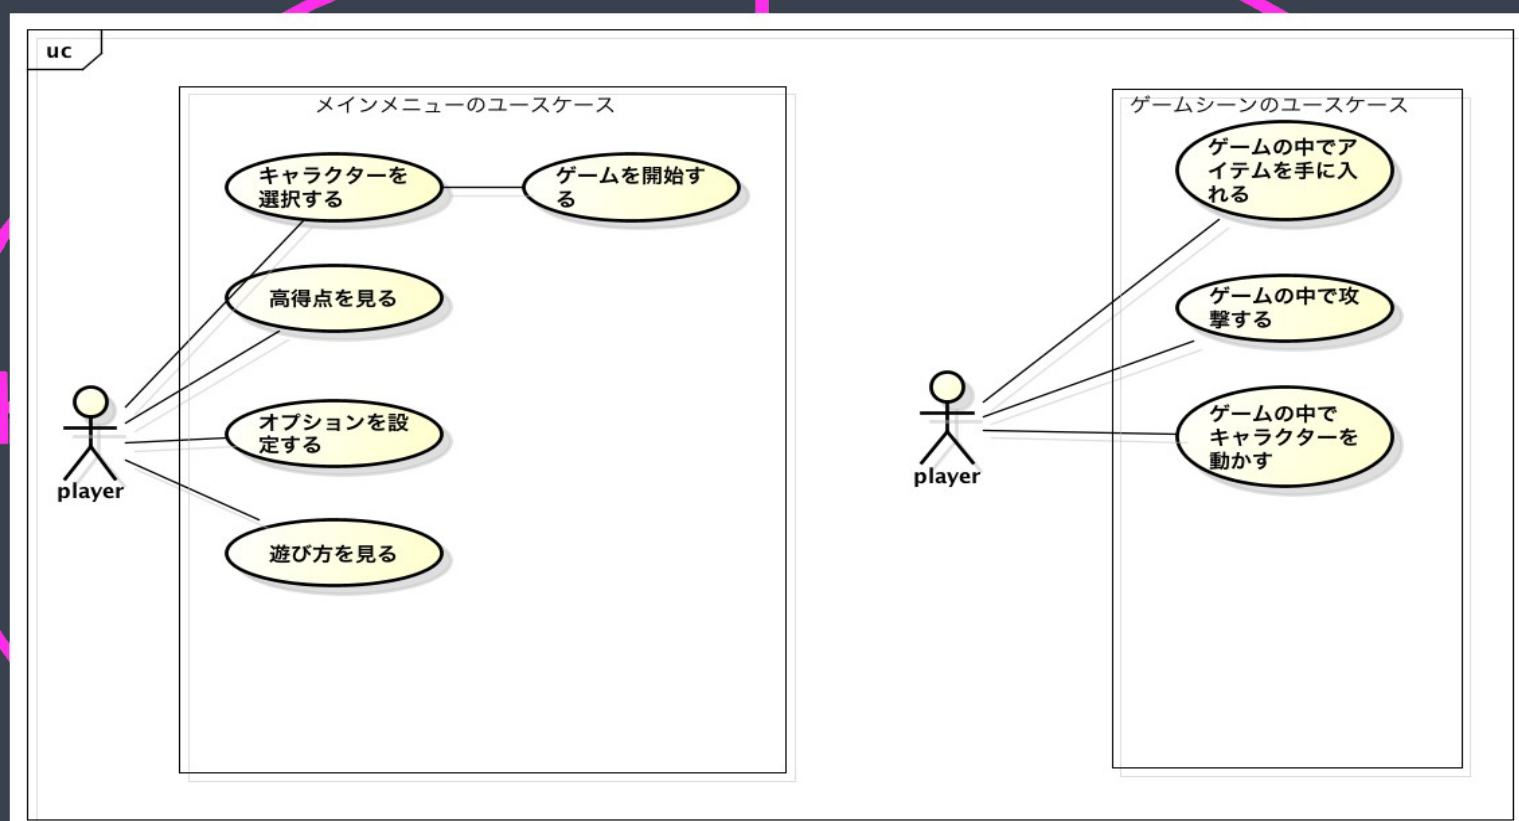 uc
メインメニューのユースケース
キャラクターを
選択する
ゲームを開始す
る
高得点を見る
オプションを設
定する
遊び方を見る
player
ゲームシーンのユースケース
ゲームの中でア
イテムを手に入
れる
ゲームの中で攻
撃する
ゲームの中で
キャラクターを
動かす
player